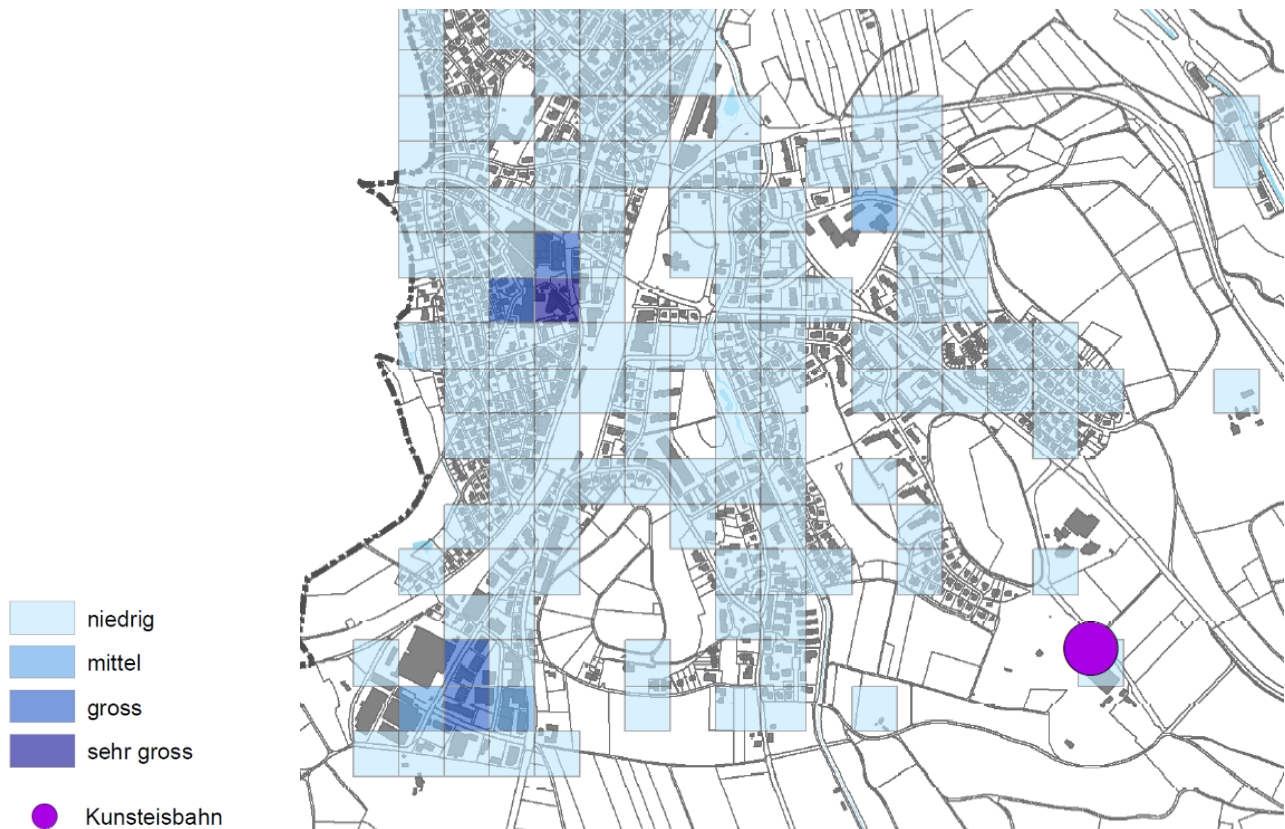 niedrig
mittel
gross
sehr gross
Kunsteisbahn